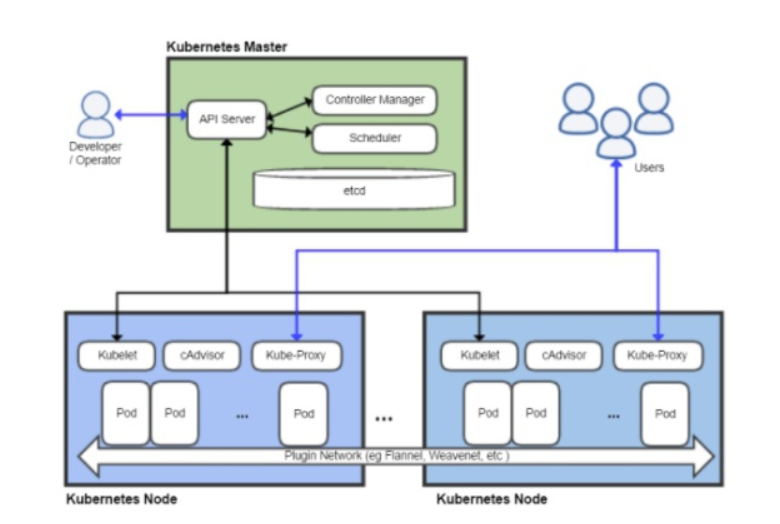 Kubernetes Master
API Server
Controller Manager
Scheduler
etcd
Developer
/ Operator
Users
Kubelet
cAdvisor
Kube-Proxy
Pod
Pod
...
Pod
...
Kubelet
cAdvisor
Kube-Proxy
Pod
Pod
...
Pod
Plugin Network (eg Flannel, Weavenet, etc )
Kubernetes Node
Kubernetes Node